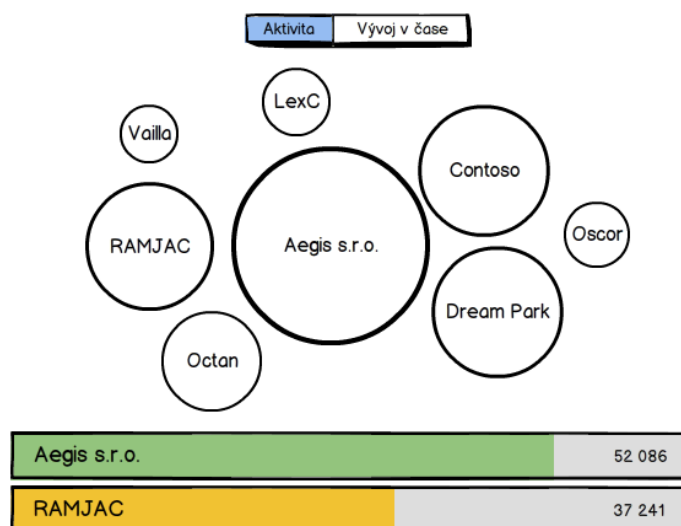 Aktivita
Vývoj v čase
LexC
Vailla
Contoso
RAMJAC
Aegis s.r.o.
Oscor
Dream Park
Octan
Aegis s.r.o. 52 086
RAMJAC 37 241